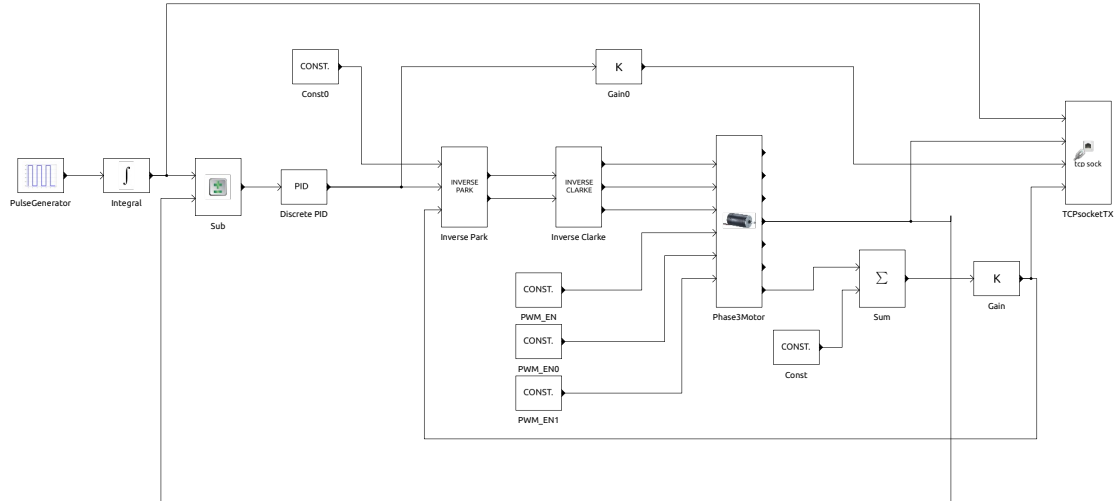 CONST.
Const0
K
Gain0
tcp sock
TCPsocketTX
PulseGenerator
∫
Integral
Sub
PID
Discrete PID
INVERSE
PARK
Inverse Park
INVERSE
CLARKE
Inverse Clarke
Phase3Motor
CONST.
PWM_EN
CONST.
PWM_EN0
CONST.
PWM_EN1
Σ
Sum
CONST.
Const
K
Gain